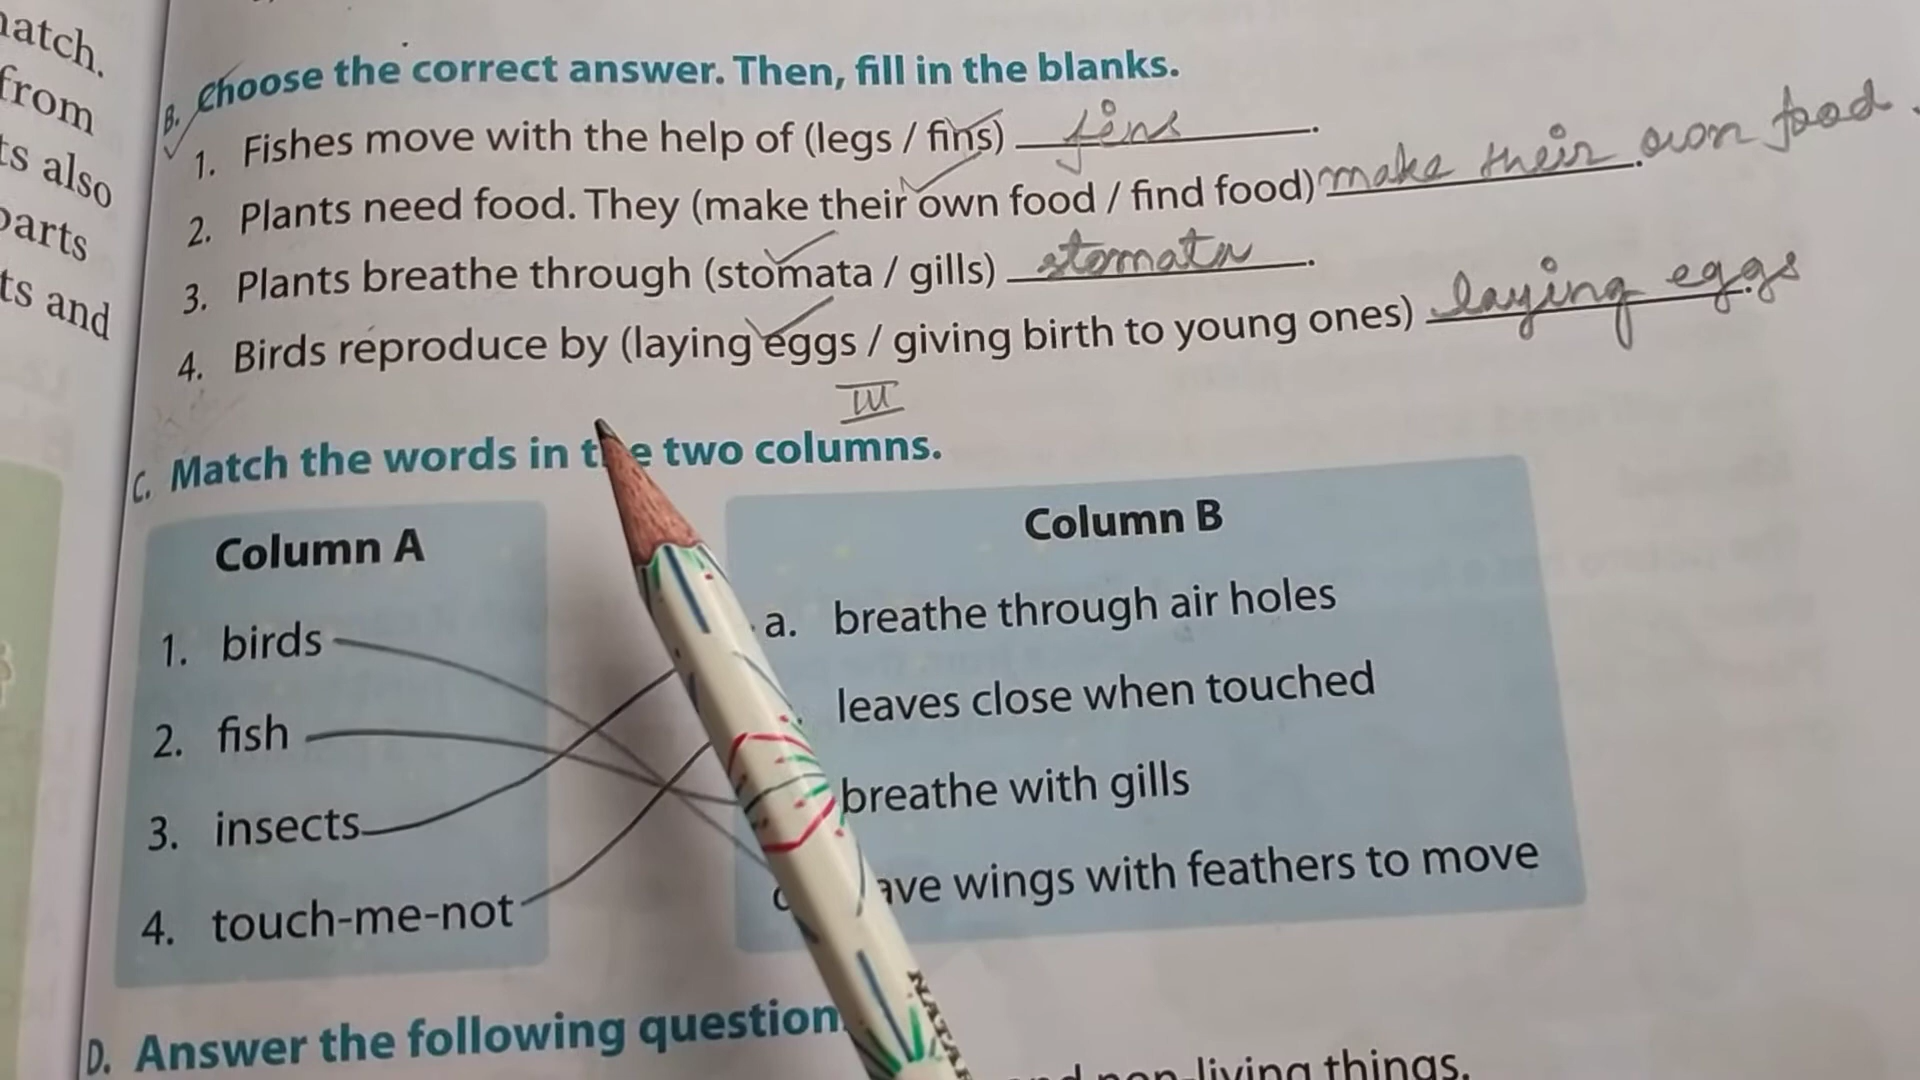 natch.
from
ts also
parts
ts and
B. Choose the correct answer. Then, fill in the blanks.
1. Fishes move with the help of (legs / fins) fins.
2. Plants need food. They (make their own food / find food) make their own food.
3. Plants breathe through (stomata / gills) stomata.
4. Birds reproduce by (laying eggs / giving birth to young ones) laying eggs.
III
C. Match the words in the two columns.
Column A
1. birds
2. fish
3. insects
4. touch-me-not
Column B
a. breathe through air holes
leaves close when touched
breathe with gills
ave wings with feathers to move
D. Answer the following question
nd non-living things.
NATAR